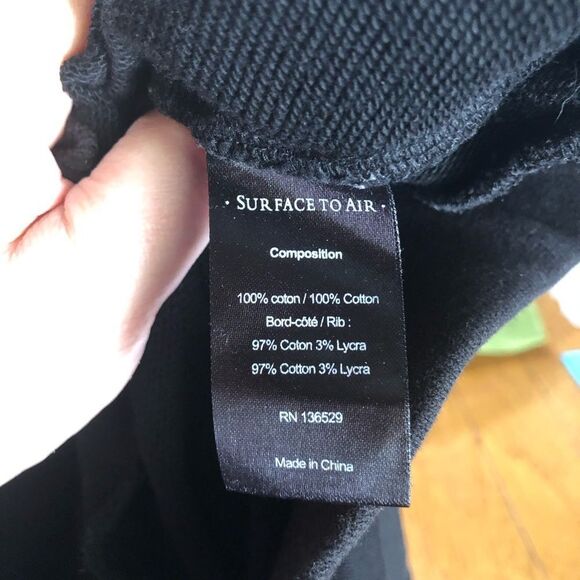 · SURFACE TO AIR ·
Composition
100% coton / 100% Cotton
Bord-côté / Rib :
97% Coton 3% Lycra
97% Cotton 3% Lycra
RN 136529
Made in China